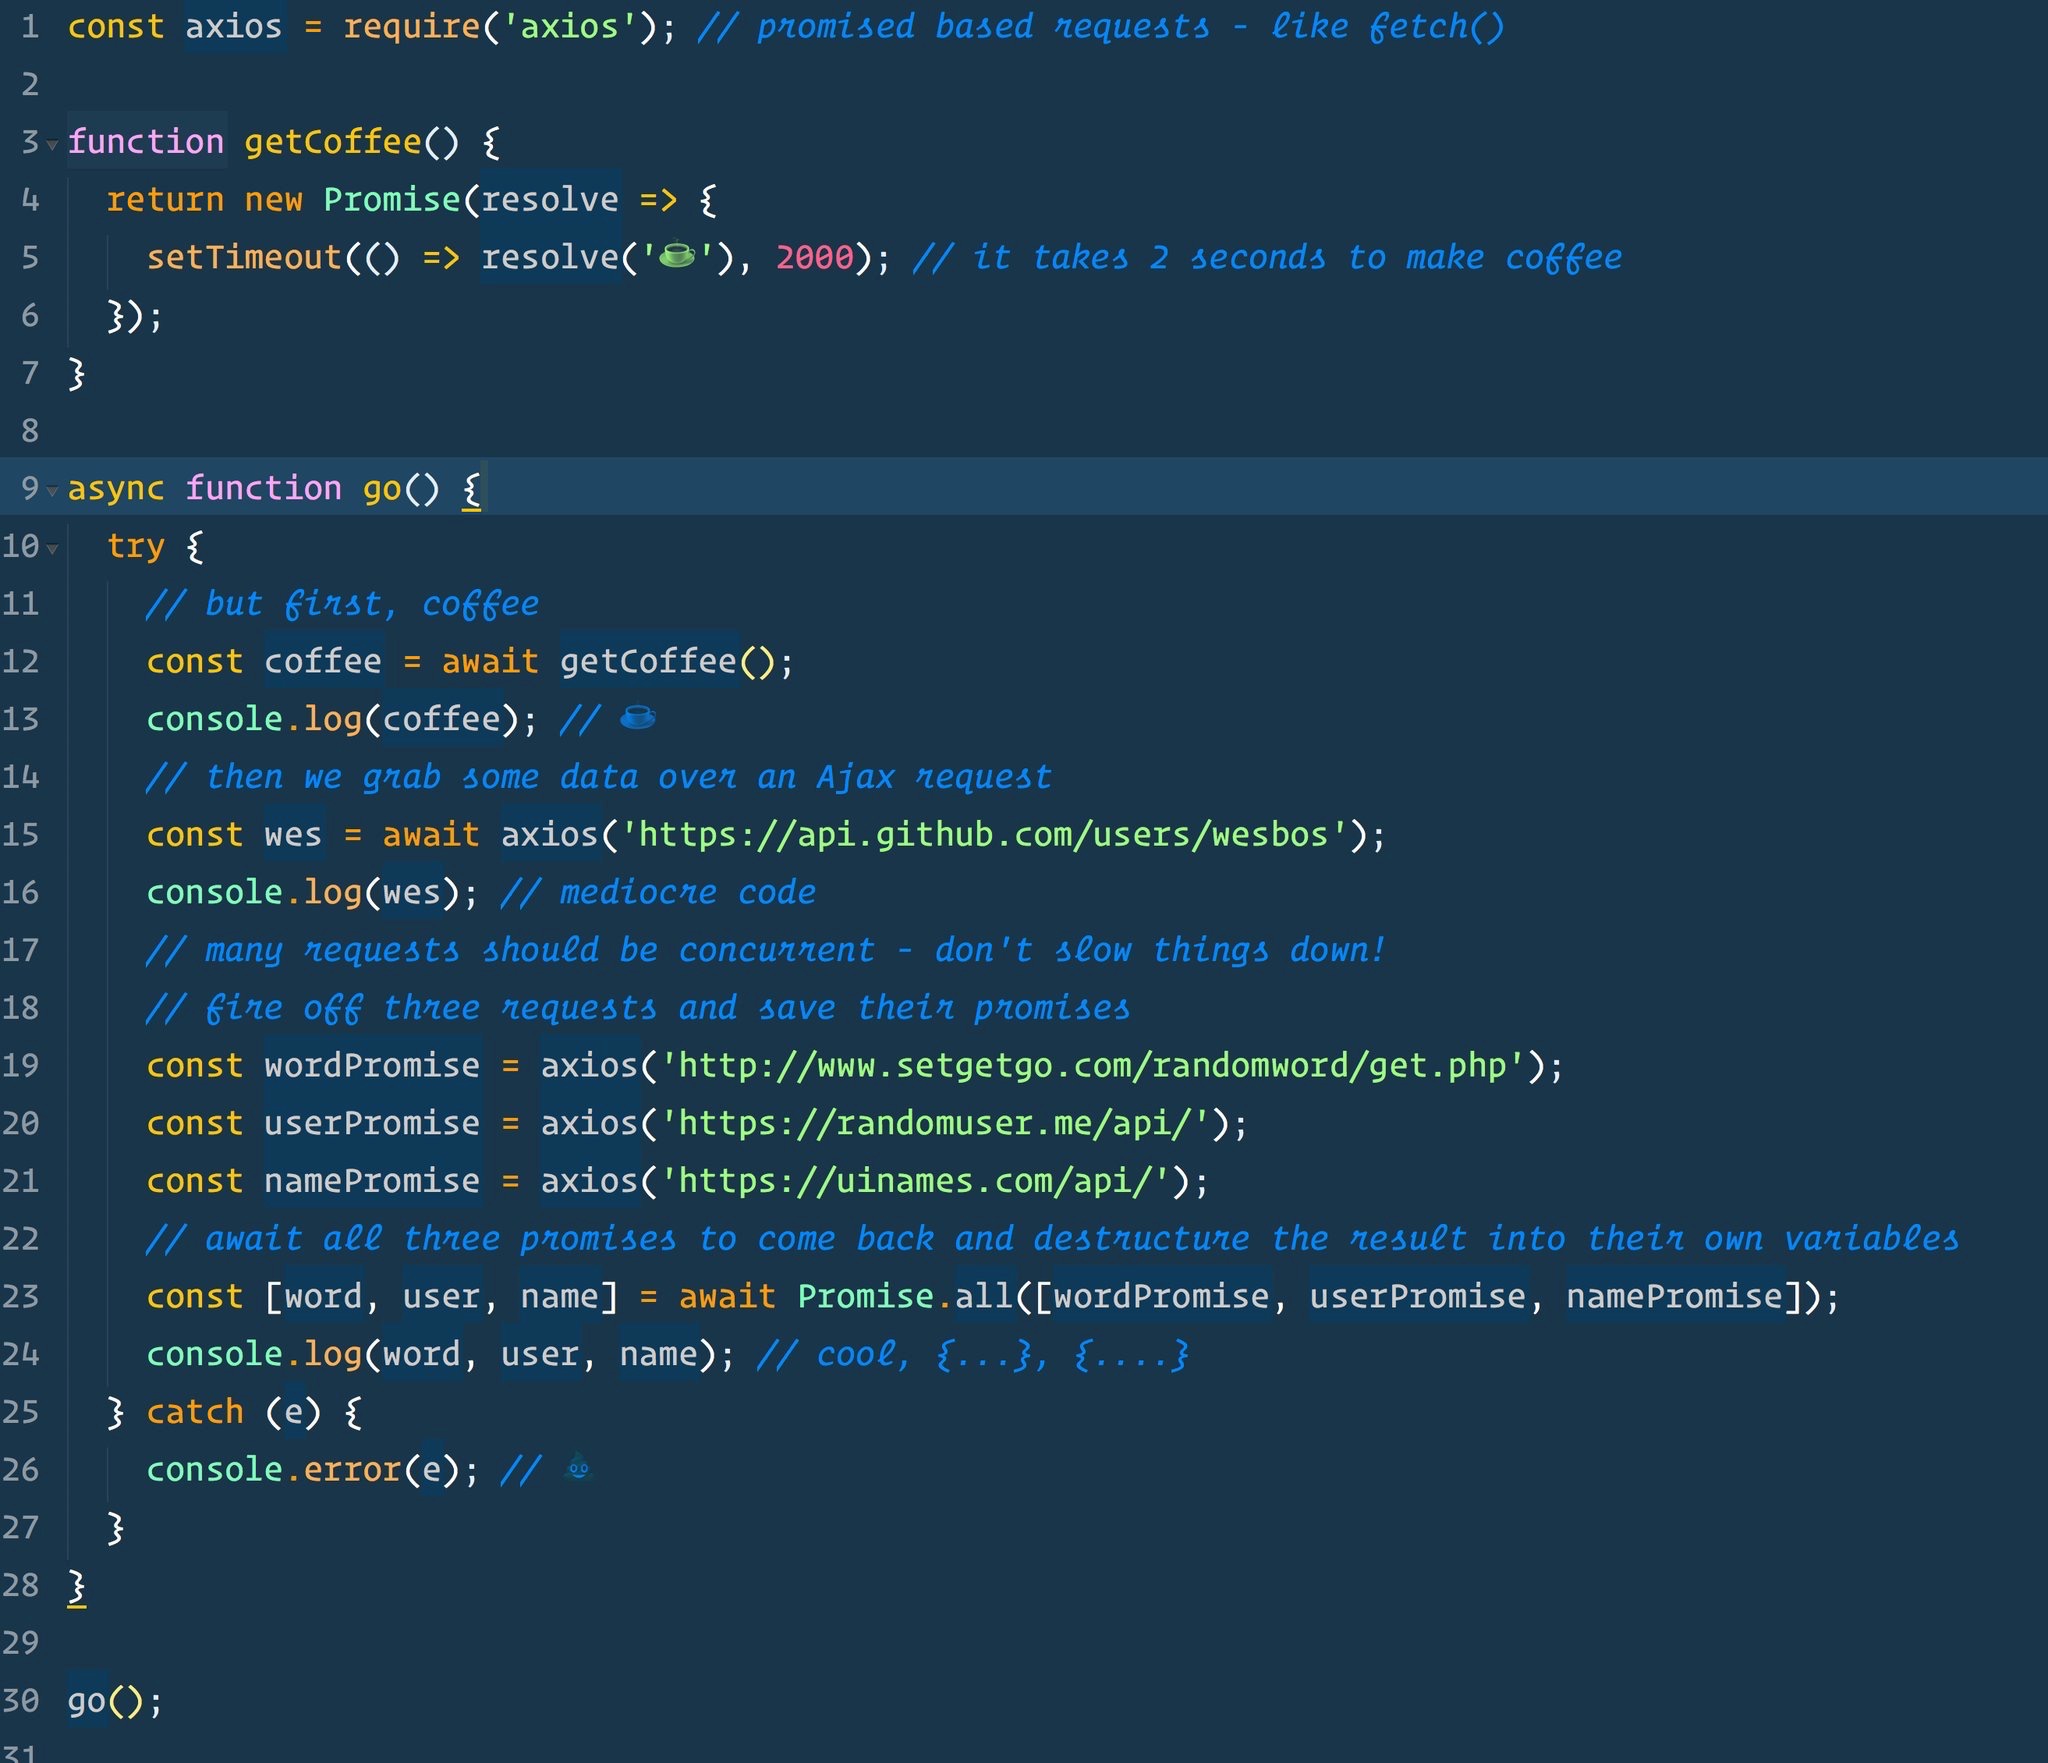 1 const axios = require('axios'); // promised based requests - like fetch()
2
3 function getCoffee() {
4   return new Promise(resolve => {
5     setTimeout(() => resolve('☕'), 2000); // it takes 2 seconds to make coffee
6   });
7 }
8
9 async function go() {
10   try {
11     // but first, coffee
12     const coffee = await getCoffee();
13     console.log(coffee); // ☕
14     // then we grab some data over an Ajax request
15     const wes = await axios('https://api.github.com/users/wesbos');
16     console.log(wes); // mediocre code
17     // many requests should be concurrent - don't slow things down!
18     // fire off three requests and save their promises
19     const wordPromise = axios('http://www.setgetgo.com/randomword/get.php');
20     const userPromise = axios('https://randomuser.me/api/');
21     const namePromise = axios('https://uinames.com/api/');
22     // await all three promises to come back and destructure the result into their own variables
23     const [word, user, name] = await Promise.all([wordPromise, userPromise, namePromise]);
24     console.log(word, user, name); // cool, {...}, {....}
25   } catch (e) {
26     console.error(e); // 💩
27   }
28 }
29
30 go();
31